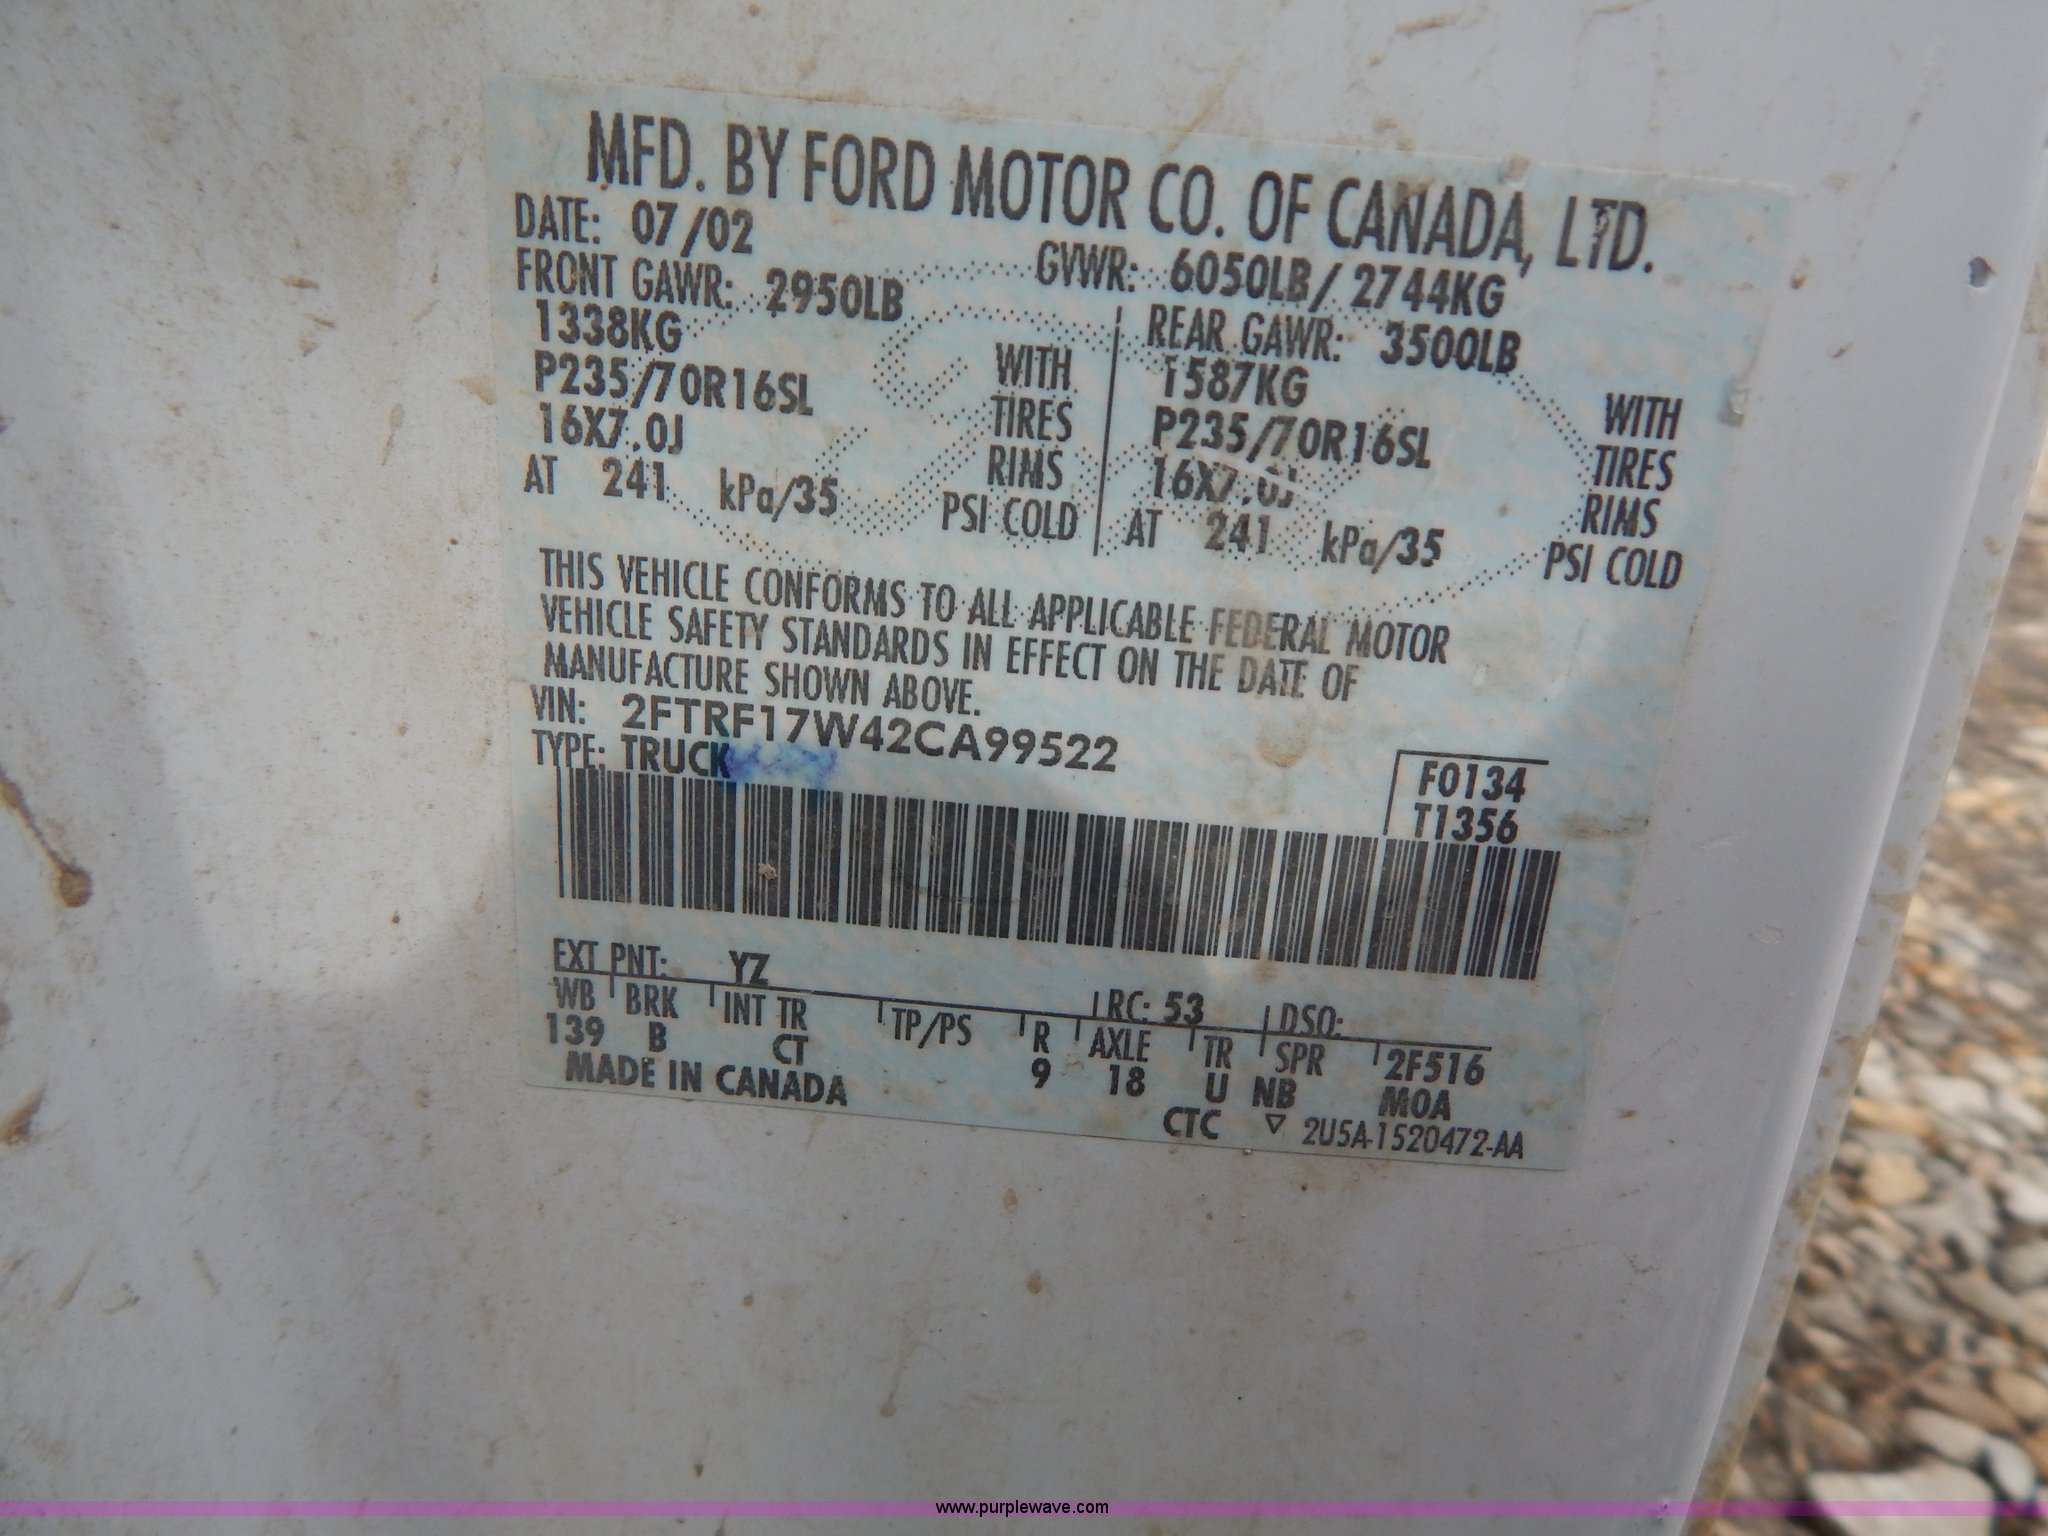 MFD. BY FORD MOTOR CO. OF CANADA, LTD.
DATE: 07/02 GVWR: 6050LB/2744KG
FRONT GAWR: 2950LB REAR GAWR: 3500LB
1338KG WITH 1587KG WITH
P235/70R16SL TIRES P235/70R16SL TIRES
16X7.0J RIMS 16X7.0J RIMS
AT 241 kPa/35 PSI COLD AT 241 kPa/35 PSI COLD
THIS VEHICLE CONFORMS TO ALL APPLICABLE FEDERAL MOTOR
VEHICLE SAFETY STANDARDS IN EFFECT ON THE DATE OF
MANUFACTURE SHOWN ABOVE.
VIN: 2FTRF17W42CA99522
TYPE: TRUCK
F0134
T1356
EXT PNT: YZ RC: 53 DSO:
WB BRK INT TR TP/PS R AXLE TR SPR 2F516
139 B CT 9 18 U NB MOA
MADE IN CANADA CTC ▽ 2U5A-1520472-AA
www.purplewave.com